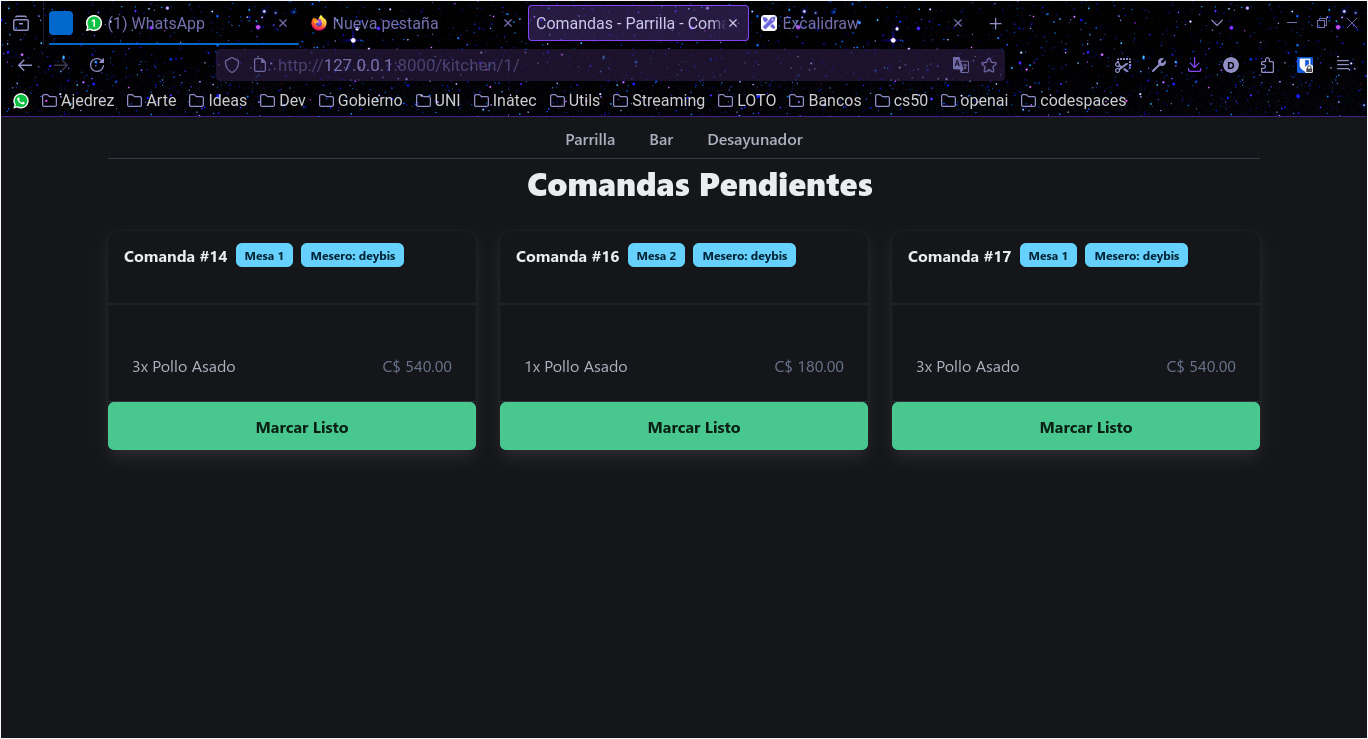 (1) WhatsApp
Nueva pestaña
Comandas - Parrilla - Com
Excalidraw
http://127.0.0.1:8000/kitchen/1/
D
Ajedrez Arte Ideas Dev Gobierno UNI Inatec Utils Streaming LOTO Bancos cs50 openai codespaces
Parrilla Bar Desayunador
Comandas Pendientes
Comanda #14 Mesa 1 Mesero: deybis
3x Pollo Asado C$ 540.00
Marcar Listo
Comanda #16 Mesa 2 Mesero: deybis
1x Pollo Asado C$ 180.00
Marcar Listo
Comanda #17 Mesa 1 Mesero: deybis
3x Pollo Asado C$ 540.00
Marcar Listo